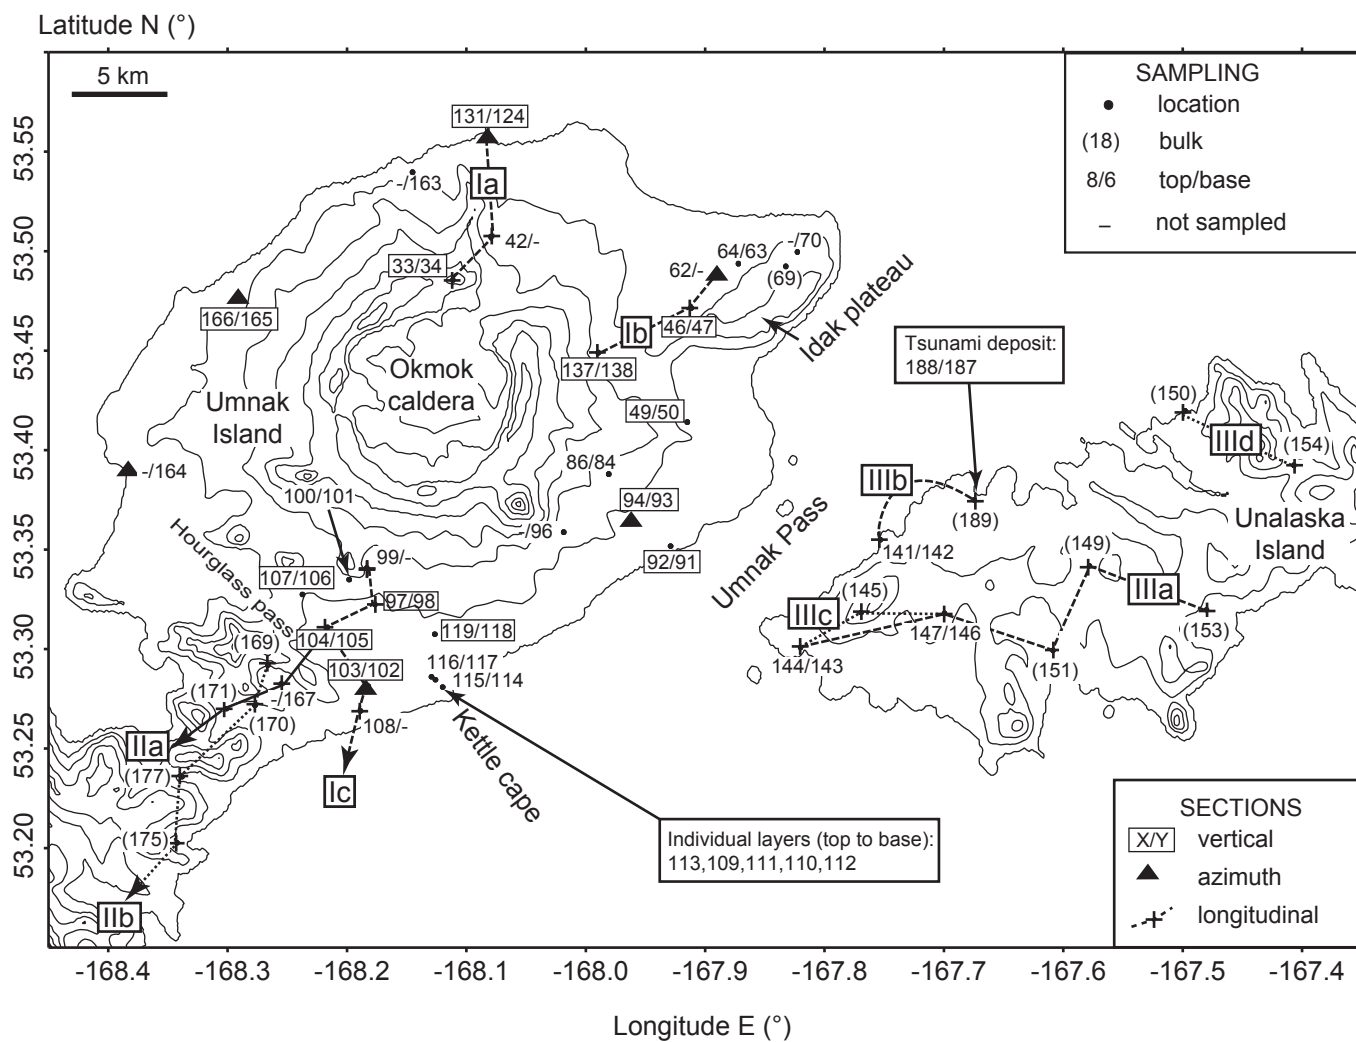 Latitude N (°)
5 km
SAMPLING
location
(18) bulk
8/6 top/base
– not sampled
131/124
-/163
Ia
42/-
33/34
166/165
64/63
-/70
62/-
(69)
46/47
Ib
137/138
Idak plateau
Okmok
caldera
Umnak
Island
49/50
-/164
86/84
100/101
94/93
-/96
92/91
Hourglass pass
99/-
107/106
97/98
104/105
119/118
(169)
103/102
116/117
115/114
-/167
(171)
(170)
108/-
IIa
(177)
Ic
Kettle cape
(175)
IIb
Umnak Pass
Tsunami deposit:
188/187
(150)
IIId
(154)
IIIb
(189)
Unalaska
Island
141/142
(149)
(145)
IIIc
IIIa
147/146
(153)
144/143
(151)
Individual layers (top to base):
113,109,111,110,112
SECTIONS
X/Y vertical
azimuth
longitudinal
53.55
53.50
53.45
53.40
53.35
53.30
53.25
53.20
-168.4 -168.3 -168.2 -168.1 -168.0 -167.9 -167.8 -167.7 -167.6 -167.5 -167.4
Longitude E (°)